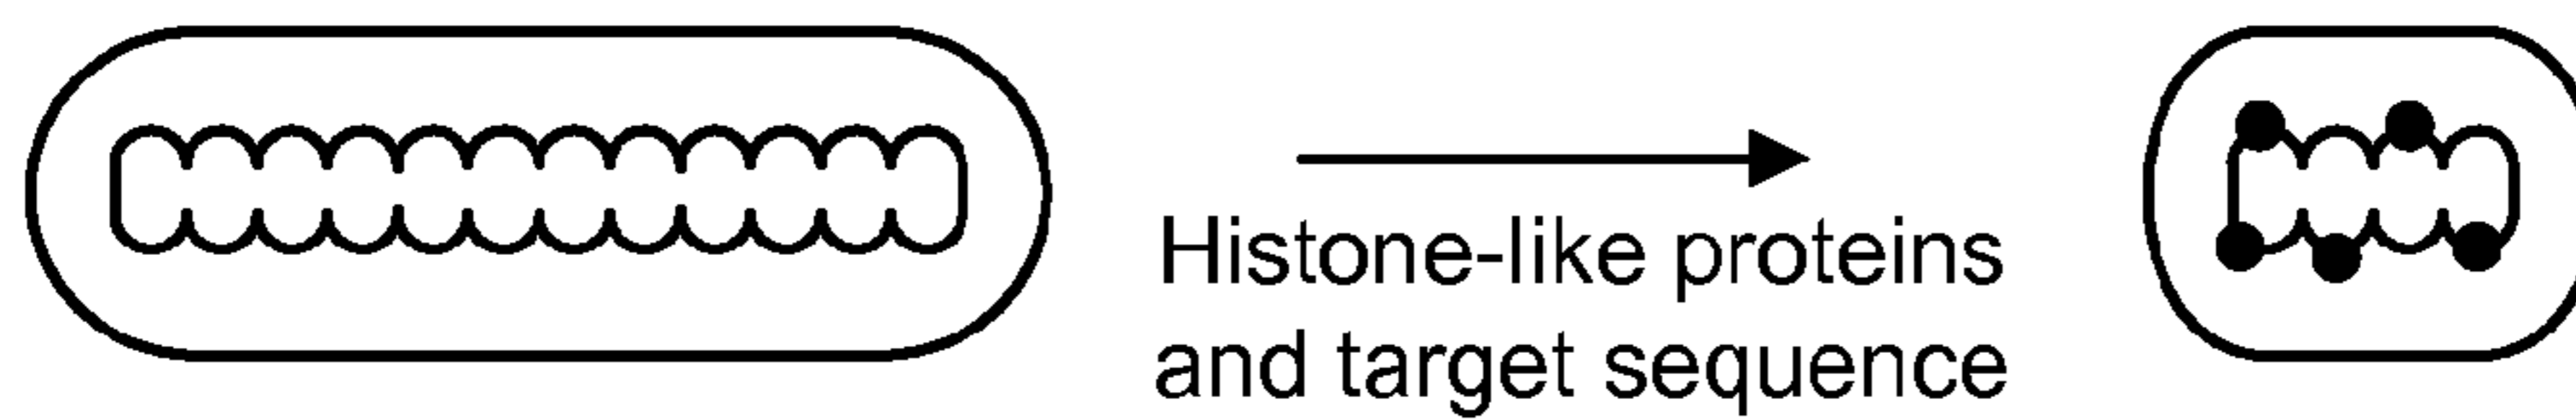 Histone-like proteins
and target sequence